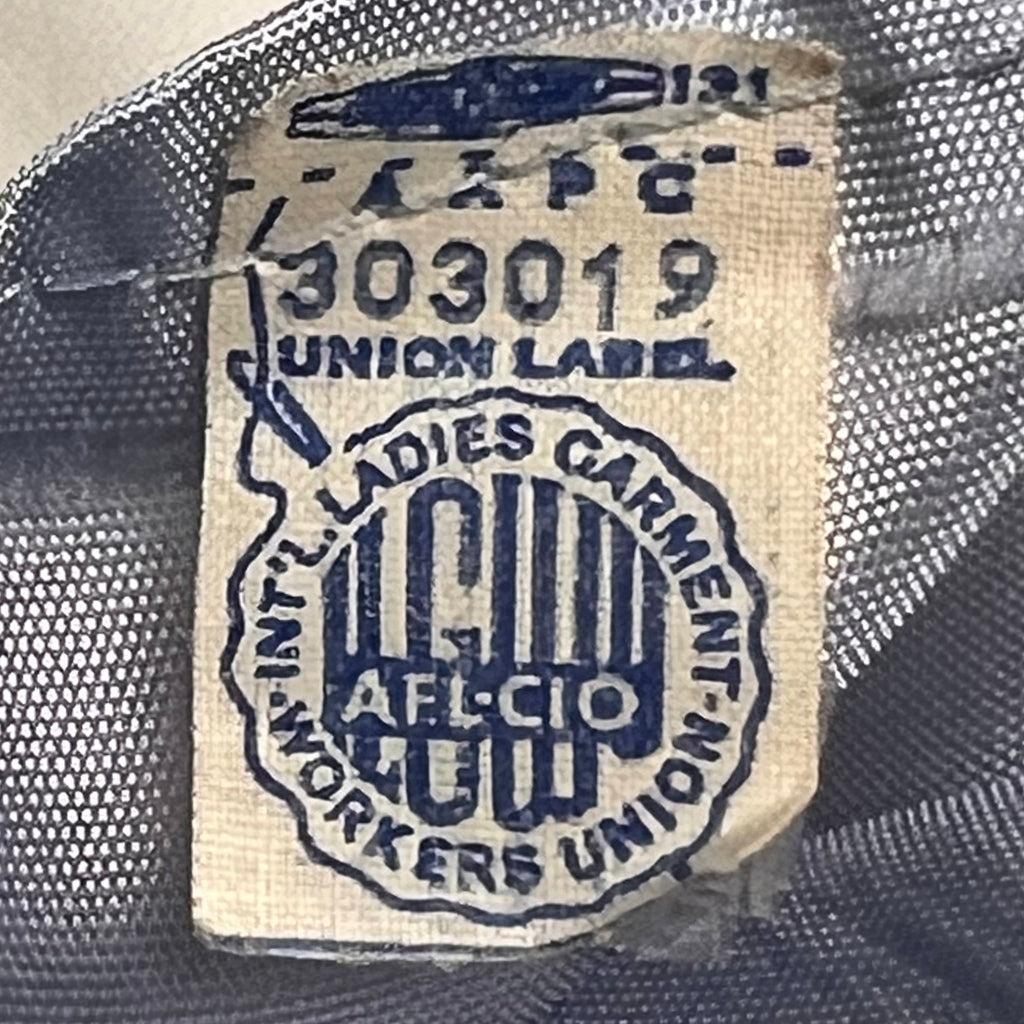 131
A A P C
303019
UNION LABEL
INT'L. LADIES GARMENT
WORKERS UNION
ILGWU
AFL·CIO